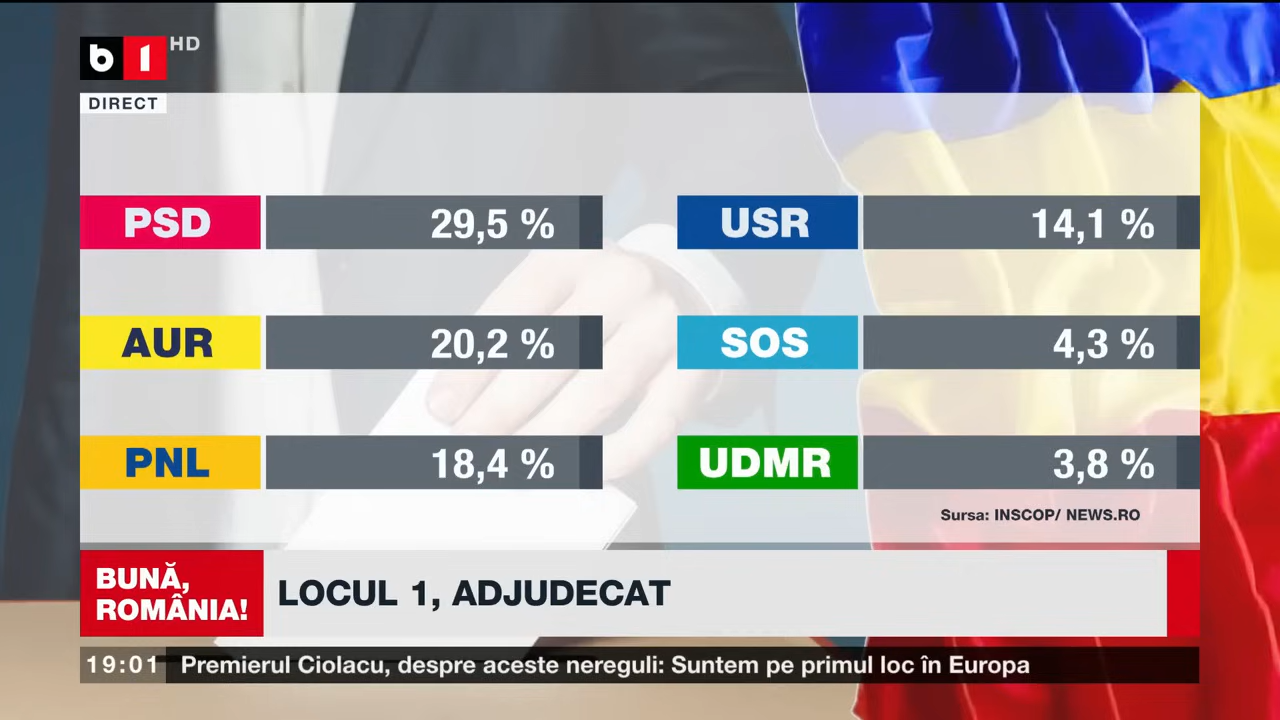 b1 HD
DIRECT
PSD 29,5 %
USR 14,1 %
AUR 20,2 %
SOS 4,3 %
PNL 18,4 %
UDMR 3,8 %
Sursa: INSCOP/ NEWS.RO
BUNĂ,
ROMÂNIA!
LOCUL 1, ADJUDECAT
19:01 Premierul Ciolacu, despre aceste nereguli: Suntem pe primul loc în Europa